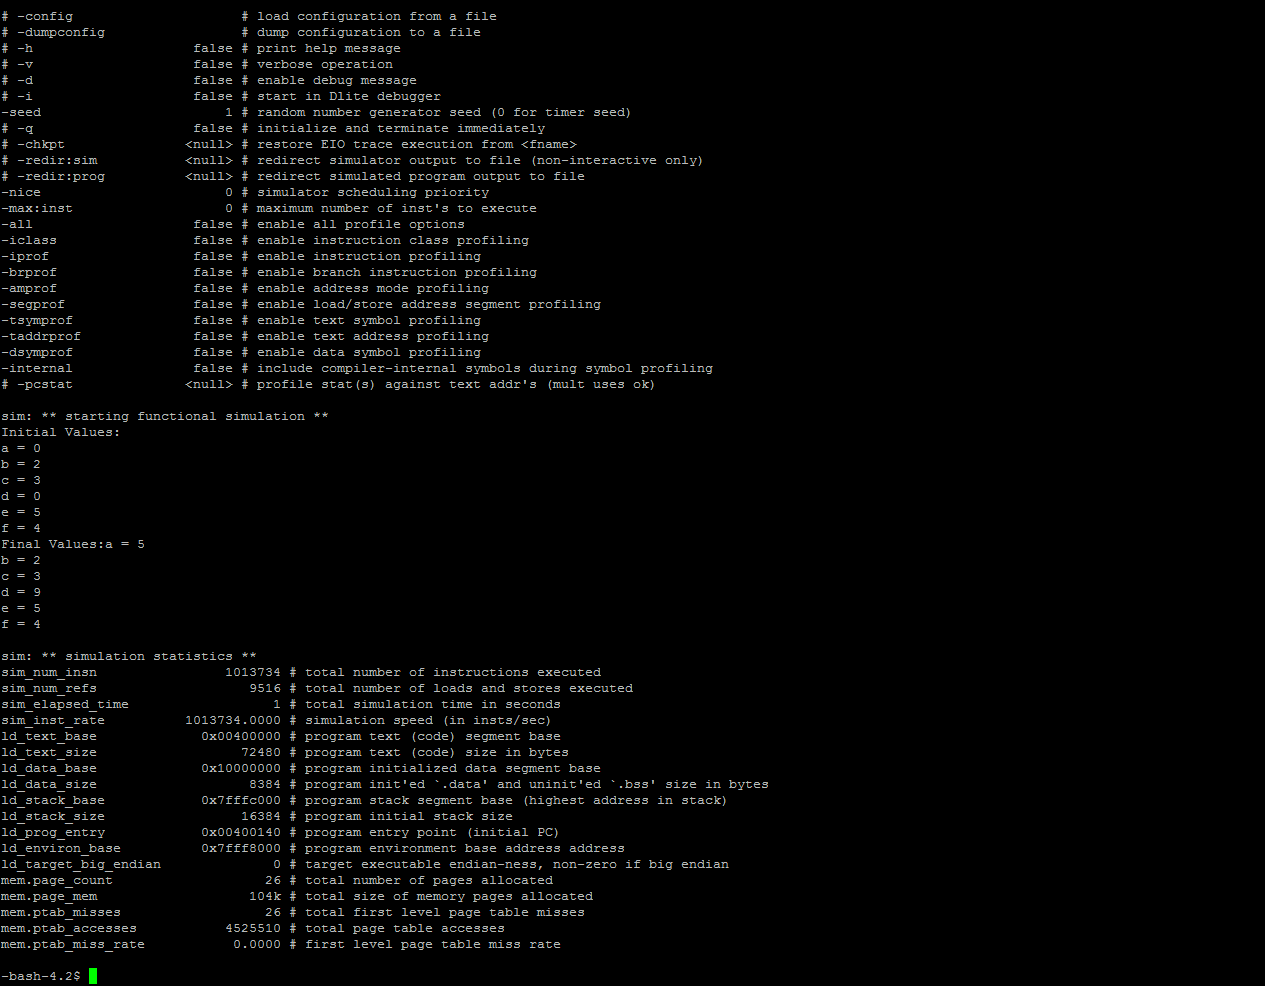 # -config                     # load configuration from a file
# -dumpconfig                 # dump configuration to a file
# -h                    false # print help message
# -v                    false # verbose operation
# -d                    false # enable debug message
# -i                    false # start in Dlite debugger
-seed                       1 # random number generator seed (0 for timer seed)
# -q                    false # initialize and terminate immediately
# -chkpt               <null> # restore EIO trace execution from <fname>
# -redir:sim           <null> # redirect simulator output to file (non-interactive only)
# -redir:prog          <null> # redirect simulated program output to file
-nice                       0 # simulator scheduling priority
-max:inst                   0 # maximum number of inst's to execute
-all                    false # enable all profile options
-iclass                 false # enable instruction class profiling
-iprof                  false # enable instruction profiling
-brprof                 false # enable branch instruction profiling
-amprof                 false # enable address mode profiling
-segprof                false # enable load/store address segment profiling
-tsymprof               false # enable text symbol profiling
-taddrprof              false # enable text address profiling
-dsymprof               false # enable data symbol profiling
-internal               false # include compiler-internal symbols during symbol profiling
# -pcstat              <null> # profile stat(s) against text addr's (mult uses ok)

sim: ** starting functional simulation **
Initial Values:
a = 0
b = 2
c = 3
d = 0
e = 5
f = 4
Final Values:a = 5
b = 2
c = 3
d = 9
e = 5
f = 4

sim: ** simulation statistics **
sim_num_insn                1013734 # total number of instructions executed
sim_num_refs                   9516 # total number of loads and stores executed
sim_elapsed_time                  1 # total simulation time in seconds
sim_inst_rate          1013734.0000 # simulation speed (in insts/sec)
ld_text_base             0x00400000 # program text (code) segment base
ld_text_size                  72480 # program text (code) size in bytes
ld_data_base             0x10000000 # program initialized data segment base
ld_data_size                   8384 # program init'ed `.data' and uninit'ed `.bss' size in bytes
ld_stack_base            0x7fffc000 # program stack segment base (highest address in stack)
ld_stack_size                 16384 # program initial stack size
ld_prog_entry            0x00400140 # program entry point (initial PC)
ld_environ_base          0x7fff8000 # program environment base address address
ld_target_big_endian              0 # target executable endian-ness, non-zero if big endian
mem.page_count                   26 # total number of pages allocated
mem.page_mem                   104k # total size of memory pages allocated
mem.ptab_misses                  26 # total first level page table misses
mem.ptab_accesses           4525510 # total page table accesses
mem.ptab_miss_rate           0.0000 # first level page table miss rate

-bash-4.2$